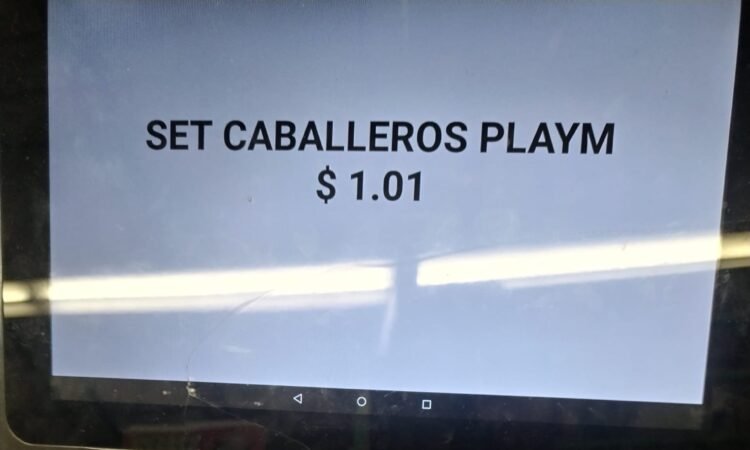 SET CABALLEROS PLAYM
$ 1.01